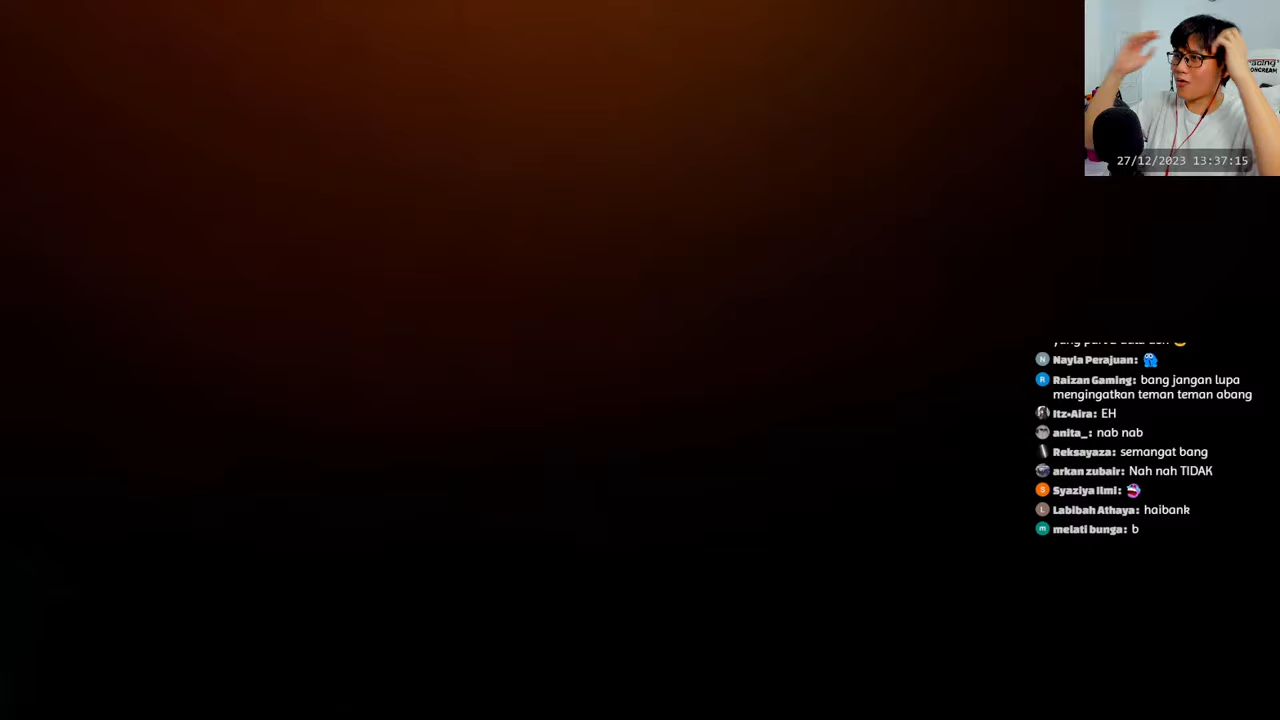 27/12/2023 13:37:15
Nayla Perajuan:
Raizan Gaming: bang jangan lupa
mengingatkan teman teman abang
Itz•Aira: EH
anita_: nab nab
Reksayaza: semangat bang
arkan zubair: Nah nah TIDAK
Syaziya Ilmi:
Labibah Athaya: haibank
melati bunga: b